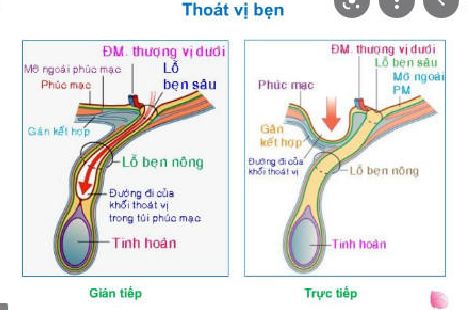 Thoát vị bẹn
ĐM. thượng vị dưới
Mô ngoài phúc mạc
Lỗ
bẹn sâu
Phúc mạc
Gân kết hợp
Lỗ bẹn nông
Đường đi của
khối thoát vị
trong túi phúc mạc
Tinh hoàn
Gián tiếp
ĐM. thượng vị dưới
Lỗ bẹn sâu
Mô ngoài
PM
Phúc mạc
Gân
kết hợp
Đường đi của
khối thoát vị
Lỗ bẹn nông
Tinh hoàn
Trực tiếp